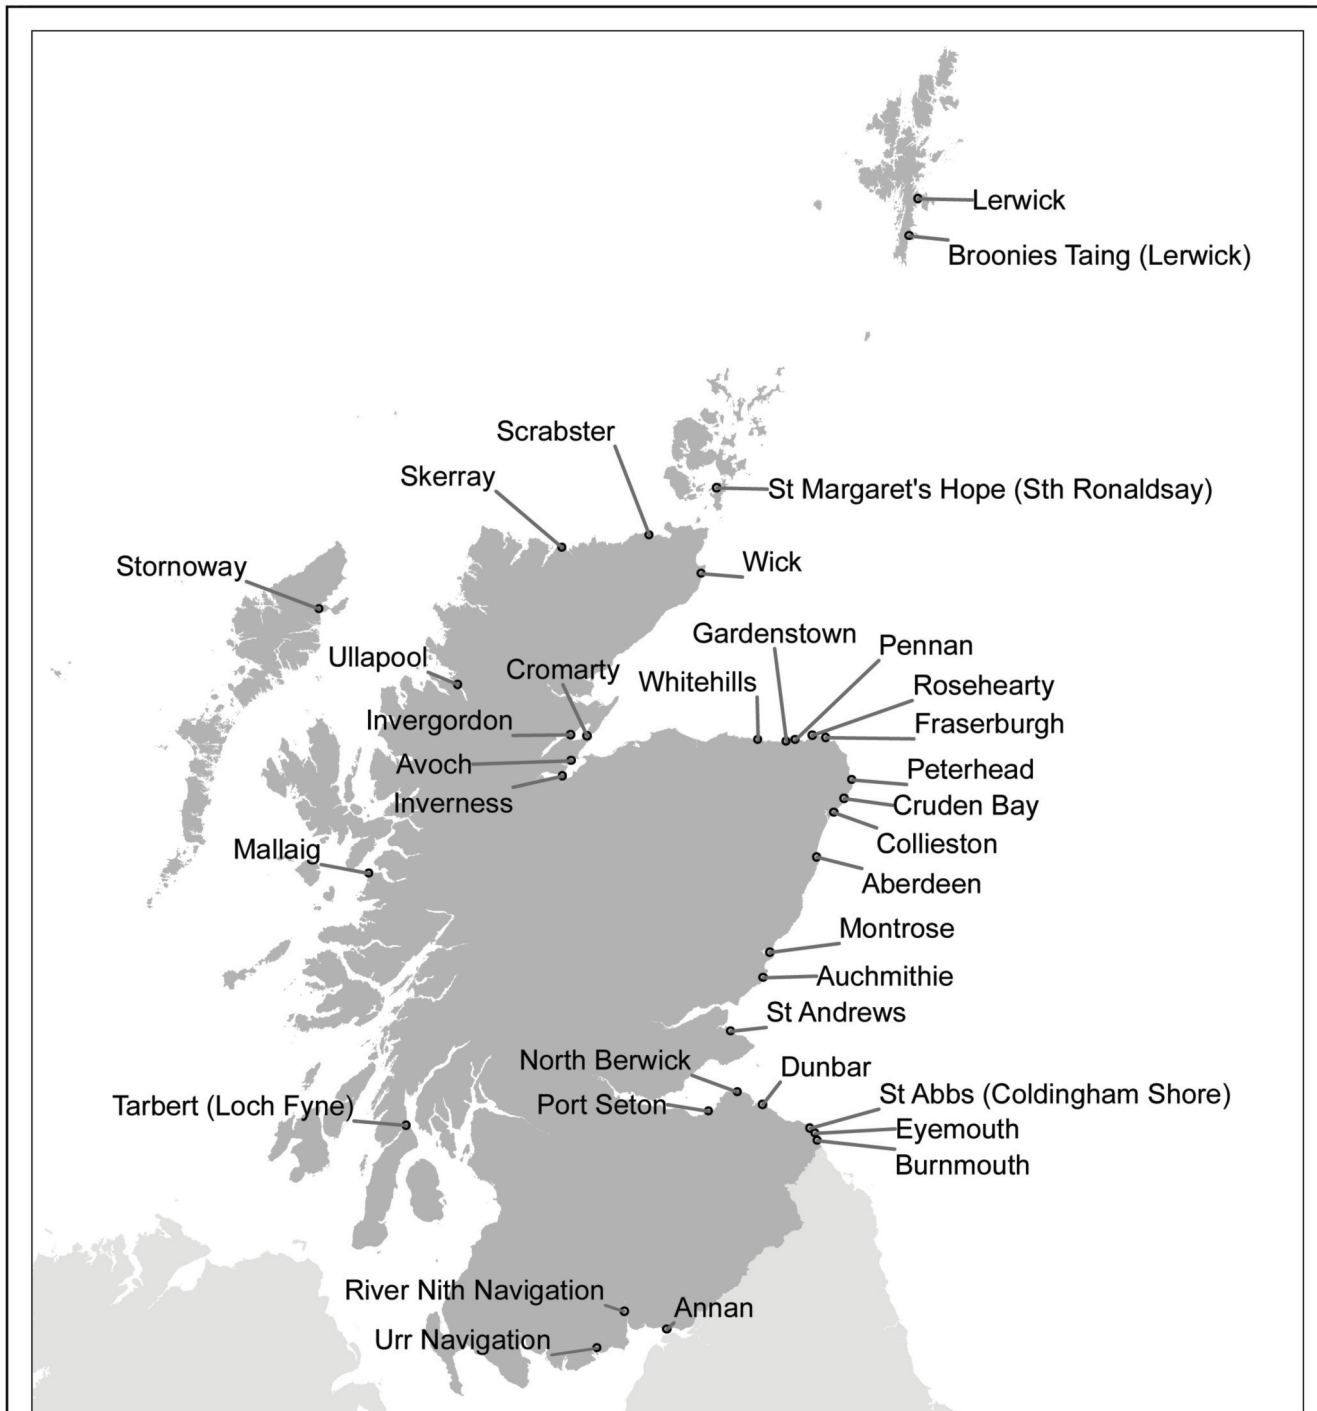 Lerwick
Broonies Taing (Lerwick)
Scrabster
Skerray
St Margaret's Hope (Sth Ronaldsay)
Wick
Stornoway
Gardenstown
Pennan
Ullapool
Cromarty
Whitehills
Rosehearty
Invergordon
Fraserburgh
Avoch
Peterhead
Inverness
Cruden Bay
Mallaig
Collieston
Aberdeen
Montrose
Auchmithie
St Andrews
North Berwick
Dunbar
Tarbert (Loch Fyne)
Port Seton
St Abbs (Coldingham Shore)
Eyemouth
Burnmouth
River Nith Navigation
Annan
Urr Navigation